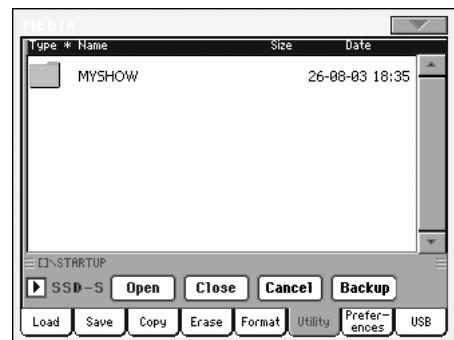 MEDIA
Type * Name Size Date
MYSHOW 26-08-03 18:35
[]\STARTUP
SSD-S Open Close Cancel Backup
Load Save Copy Erase Format Utility Prefer-
ences USB